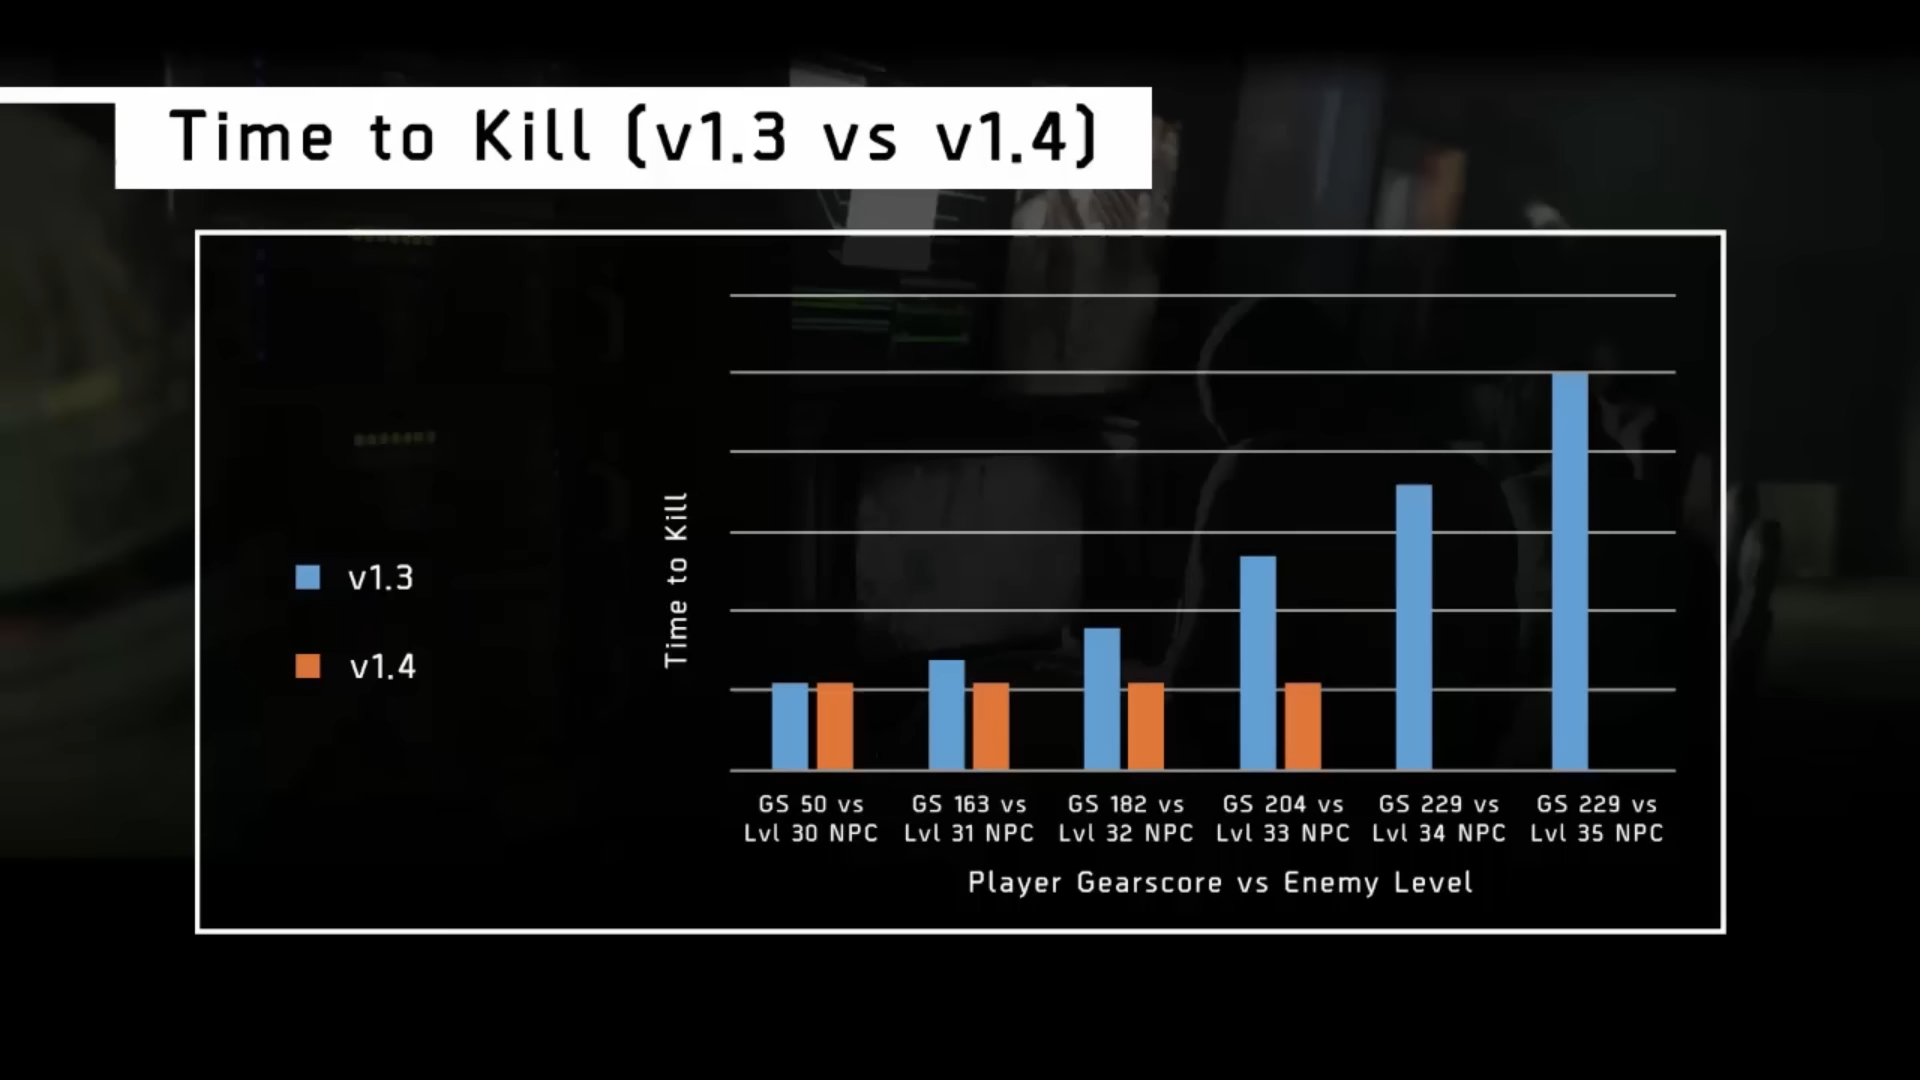 Time to Kill (v1.3 vs v1.4)
v1.3
v1.4
Time to Kill
GS 50 vs
Lvl 30 NPC
GS 163 vs
Lvl 31 NPC
GS 182 vs
Lvl 32 NPC
GS 204 vs
Lvl 33 NPC
GS 229 vs
Lvl 34 NPC
GS 229 vs
Lvl 35 NPC
Player Gearscore vs Enemy Level